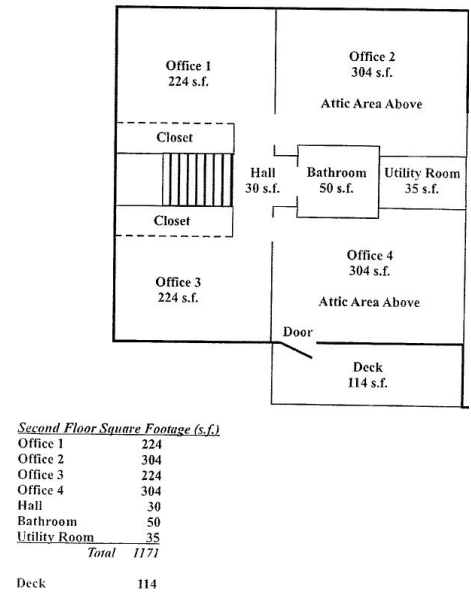 Office 1
224 s.f.
Office 2
304 s.f.
Attic Area Above
Closet
Hall
30 s.f.
Bathroom
50 s.f.
Utility Room
35 s.f.
Closet
Office 3
224 s.f.
Office 4
304 s.f.
Attic Area Above
Door
Deck
114 s.f.
Second Floor Square Footage (s.f.)
Office 1 224
Office 2 304
Office 3 224
Office 4 304
Hall 30
Bathroom 50
Utility Room 35
Total 1171
Deck 114